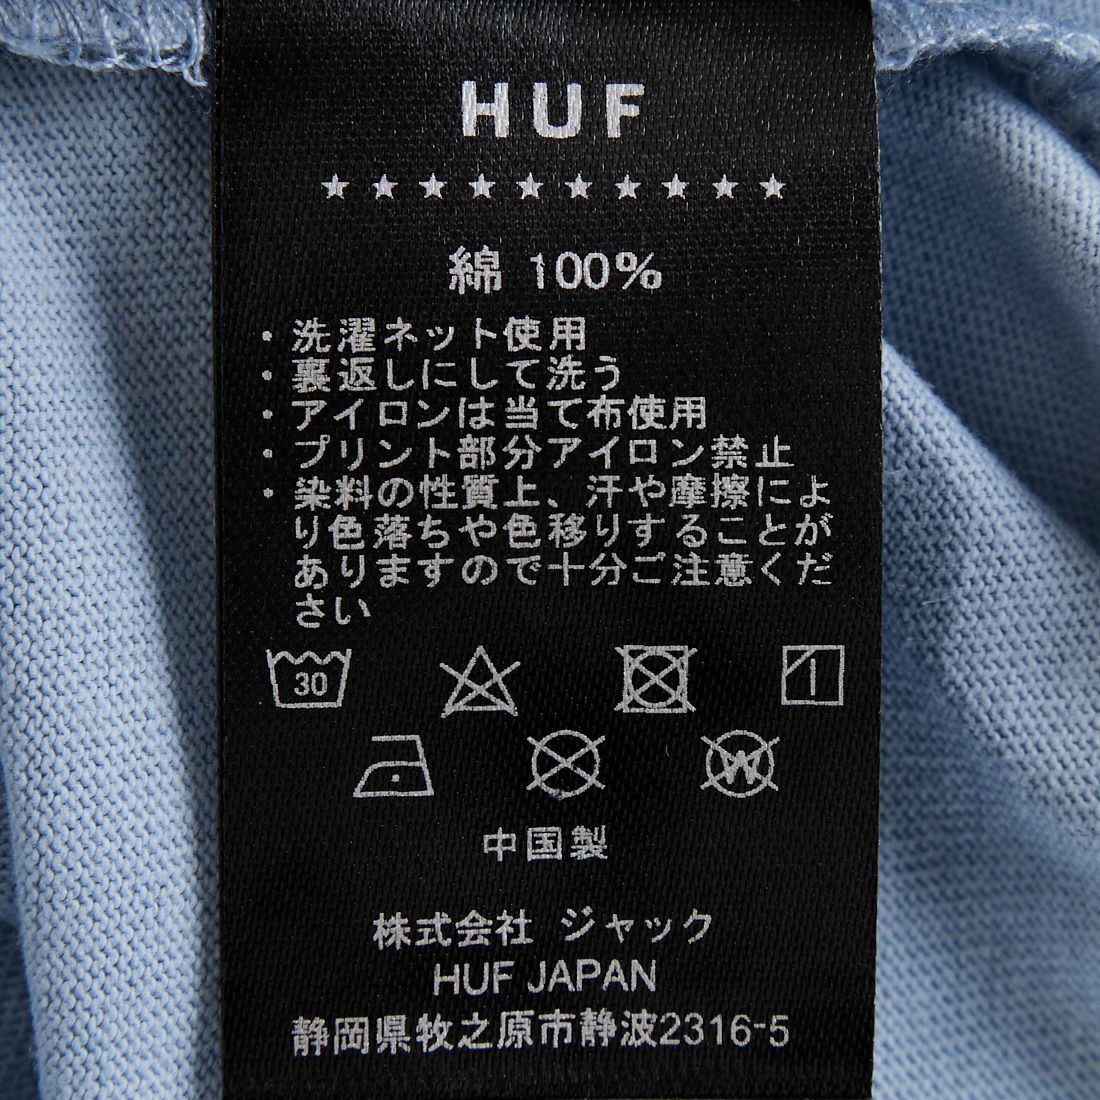 HUF
★★★★★★★★★★
綿 100%
・洗濯ネット使用
・裏返しにして洗う
・アイロンは当て布使用
・プリント部分アイロン禁止
・染料の性質上、汗や摩擦によ
り色落ちや色移りすることが
ありますので十分ご注意くだ
さい
30
W
中国製
株式会社 ジャック
HUF JAPAN
静岡県牧之原市静波2316-5